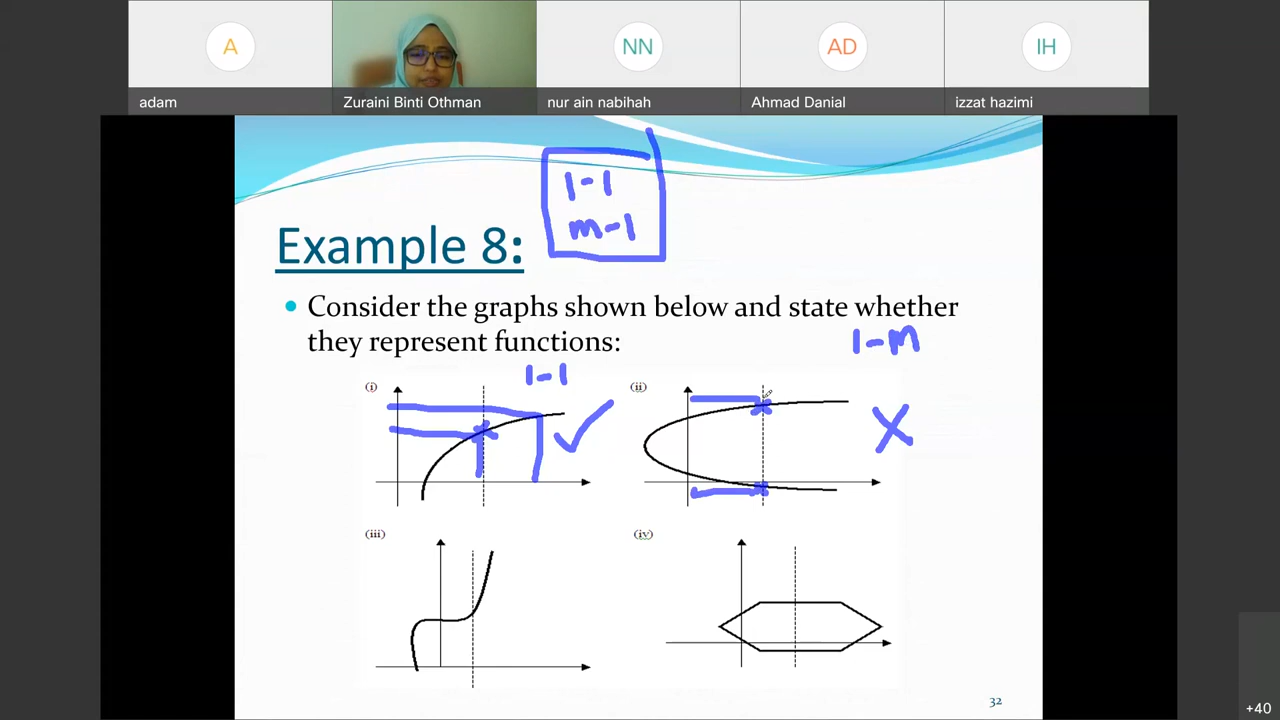 A
NN
AD
IH
adam
Zuraini Binti Othman
nur ain nabihah
Ahmad Danial
izzat hazimi
1-1
m-1
Example 8:
• Consider the graphs shown below and state whether
they represent functions:
1-m
1-1
(i)
(ii)
(iii)
(iv)
32
+40